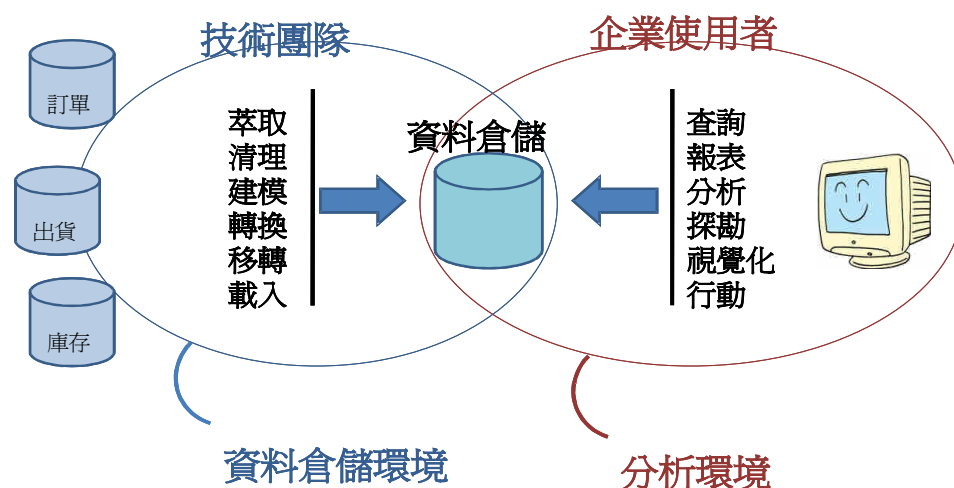 技術團隊
企業使用者
訂單
出貨
庫存
萃取
清理
建模
轉換
移轉
載入
資料倉儲
查詢
報表
分析
探勘
視覺化
行動
資料倉儲環境
分析環境